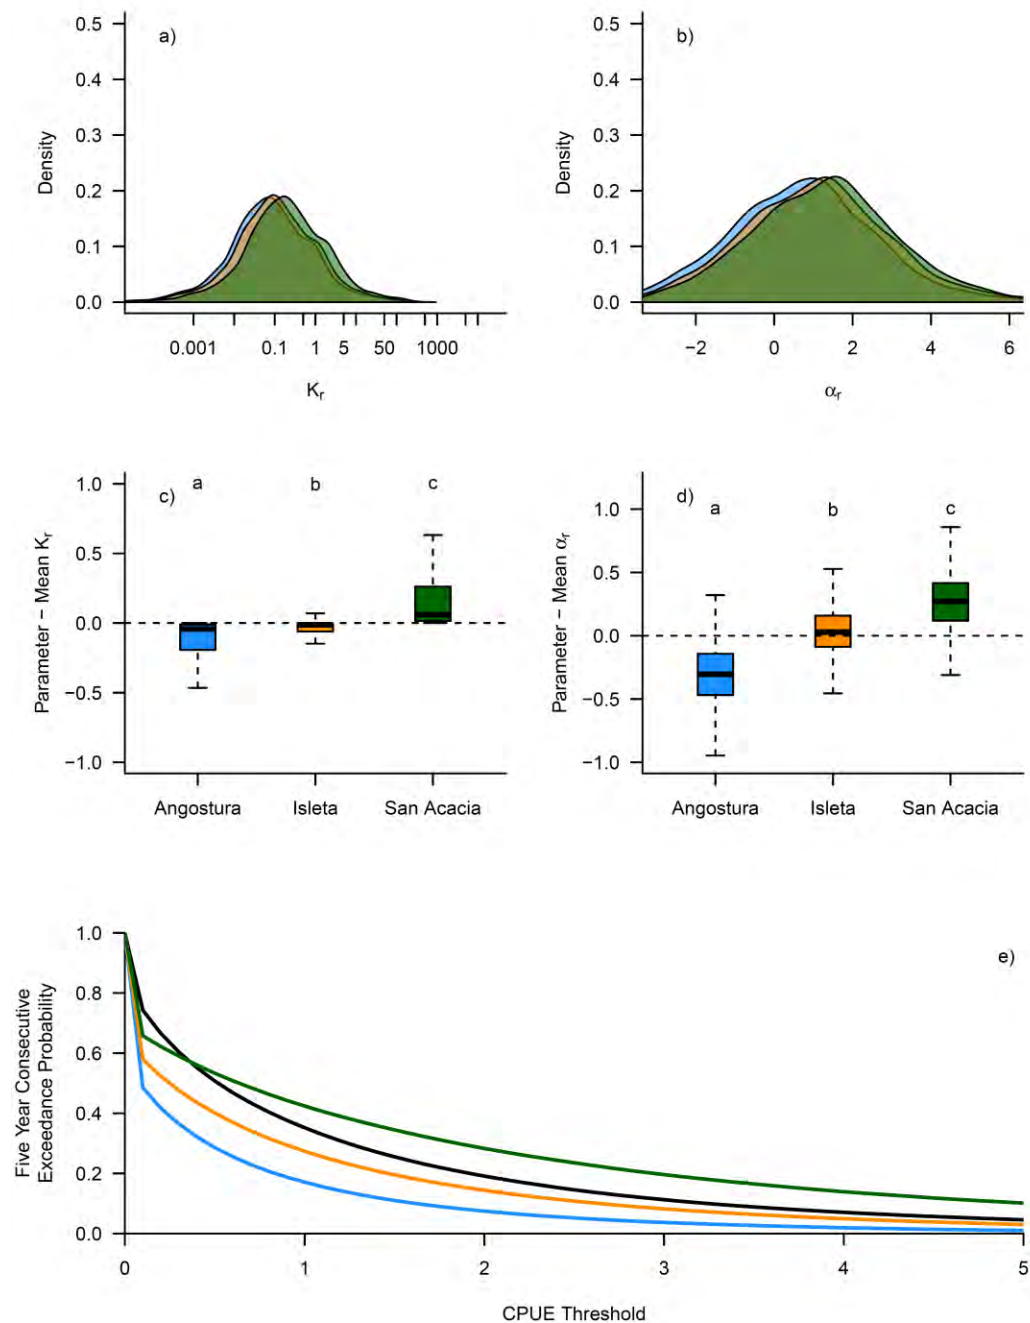 a)
0.5
0.4
0.3
0.2
0.1
0.0
Density
0.001 0.1 1 5 50 1000
Kr
b)
0.5
0.4
0.3
0.2
0.1
0.0
Density
−2 0 2 4 6
αr
c)
a b c
1.0
0.5
0.0
−0.5
−1.0
Parameter − Mean Kr
Angostura Isleta San Acacia
d)
a b c
1.0
0.5
0.0
−0.5
−1.0
Parameter − Mean αr
Angostura Isleta San Acacia
e)
1.0
0.8
0.6
0.4
0.2
0.0
Five Year Consecutive
Exceedance Probability
0 1 2 3 4 5
CPUE Threshold